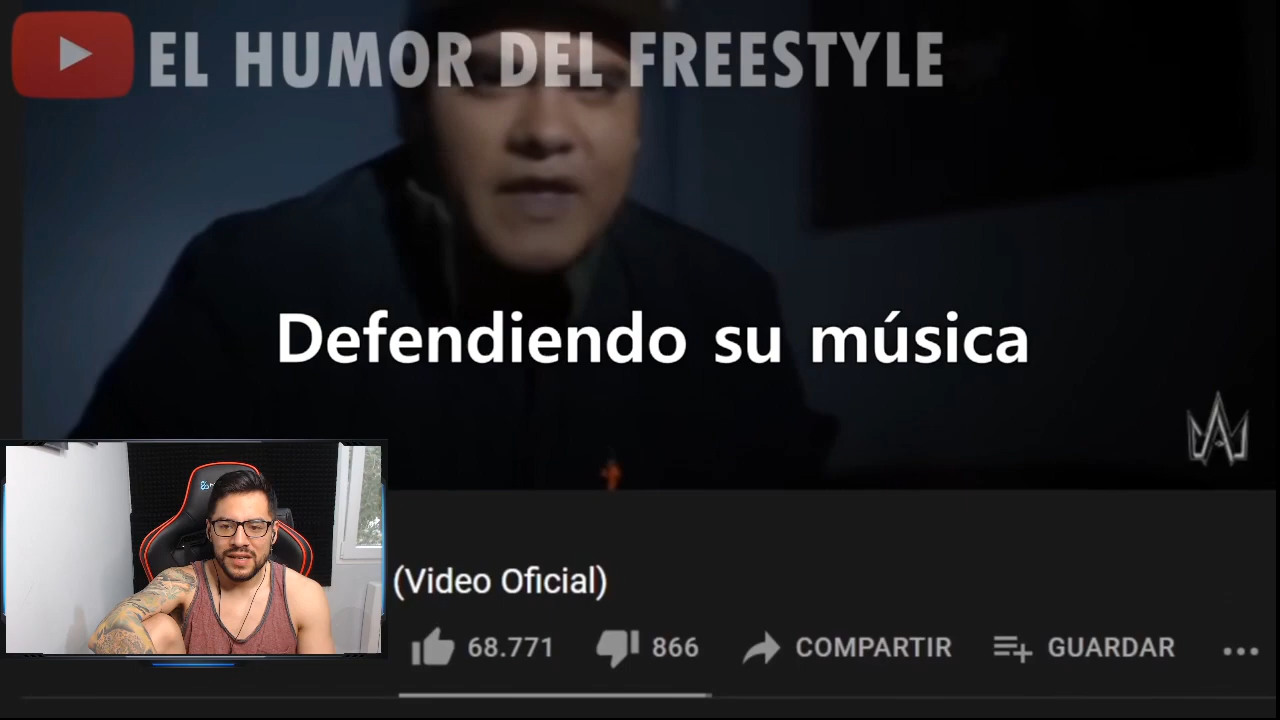 EL HUMOR DEL FREESTYLE
Defendiendo su música
(Video Oficial)
68.771 866 COMPARTIR GUARDAR